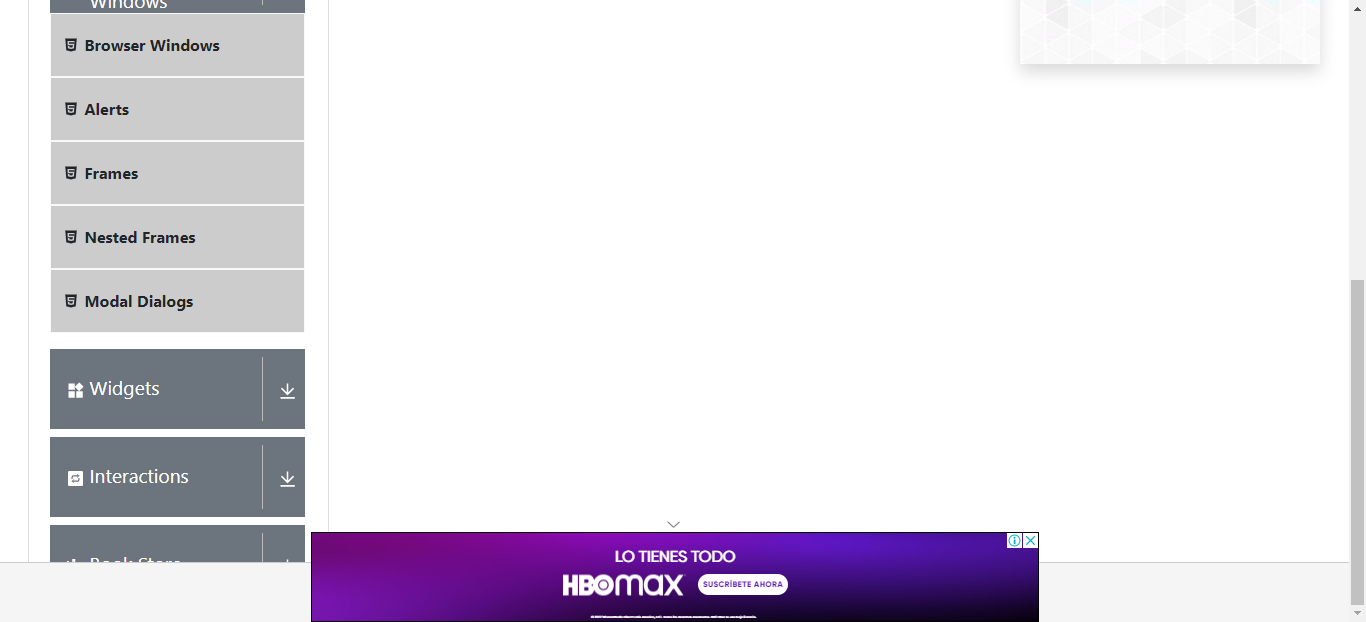 Windows
Browser Windows
Alerts
Frames
Nested Frames
Modal Dialogs
Widgets
Interactions
Book Store
LO TIENES TODO
HBOMAX
SUSCRÍBETE AHORA